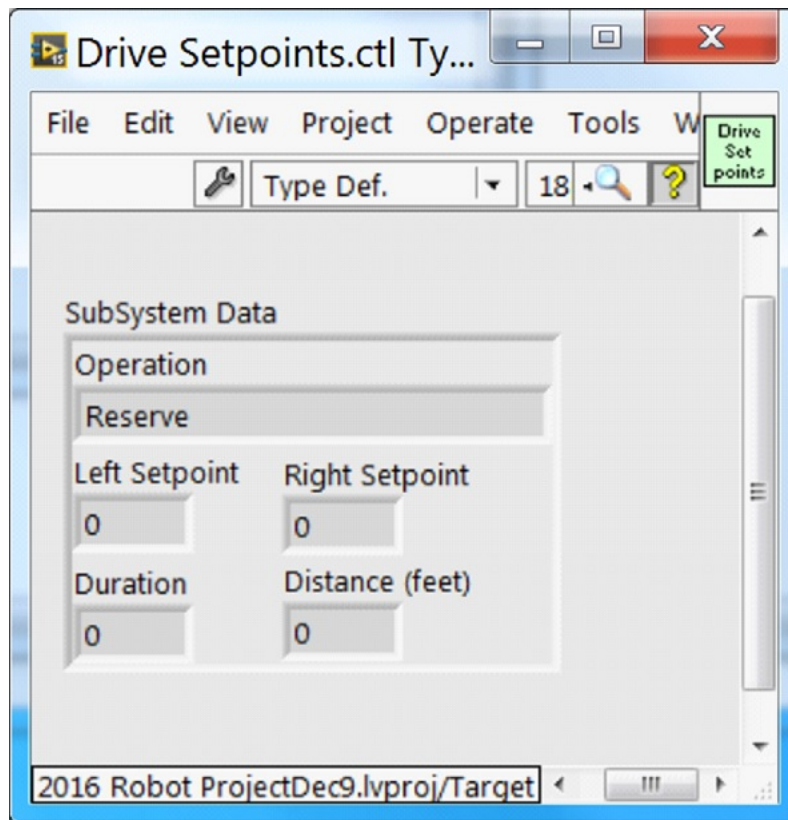 Drive Setpoints.ctl Ty...
File Edit View Project Operate Tools W
Drive
Set
points
Type Def.
18
?
SubSystem Data
Operation
Reserve
Left Setpoint Right Setpoint
0 0
Duration Distance (feet)
0 0
2016 Robot ProjectDec9.lvproj/Target